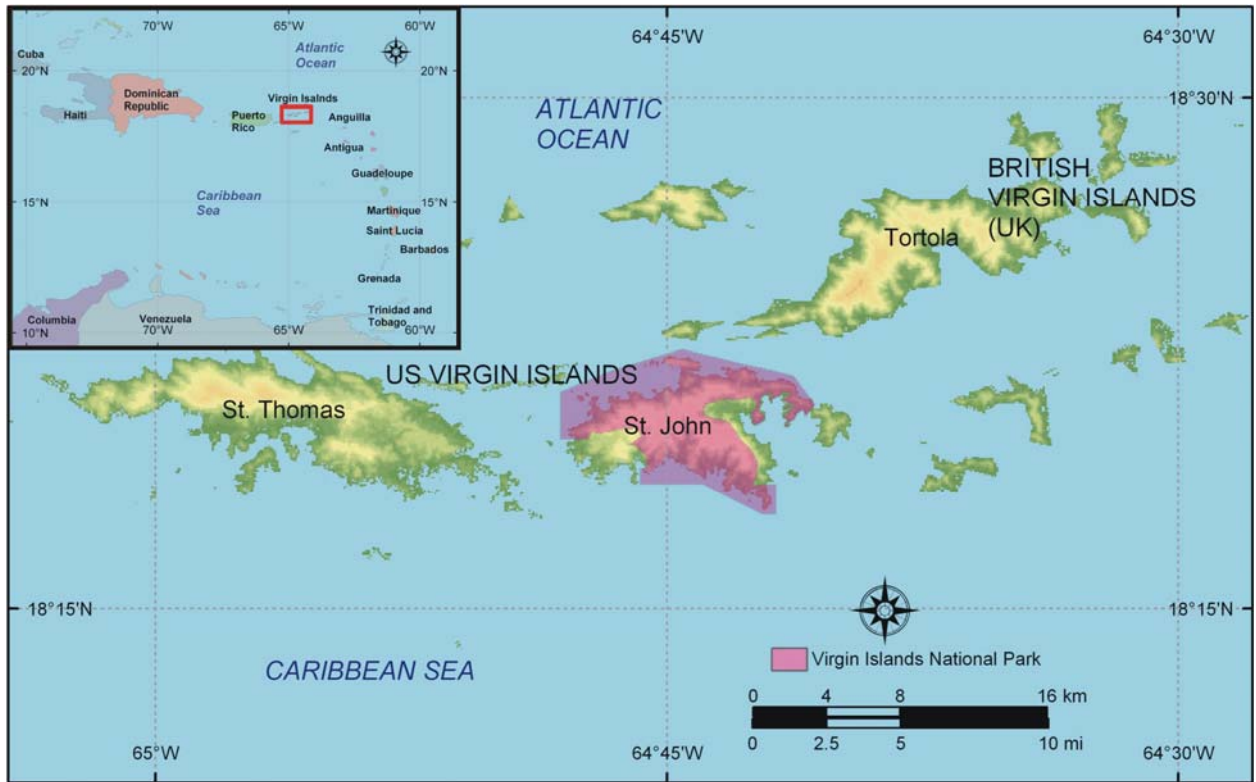 70°W
65°W
60°W
Atlantic
Ocean
Cuba
20°N
20°N
Dominican
Republic
Virgin Isalnds
Haiti
Puerto
Rico
Anguilla
Antigua
Guadeloupe
Caribbean
Sea
15°N
15°N
Martinique
Saint Lucia
Barbados
Grenada
Columbia
Venezuela
Trinidad and
Tobago
10°N
70°W
65°W
60°W
10°N
64°45'W
64°30'W
18°30'N
ATLANTIC
OCEAN
BRITISH
VIRGIN ISLANDS
(UK)
Tortola
US VIRGIN ISLANDS
St. Thomas
St. John
18°15'N
18°15'N
CARIBBEAN SEA
Virgin Islands National Park
0 4 8 16 km
0 2.5 5 10 mi
65°W
64°45'W
64°30'W